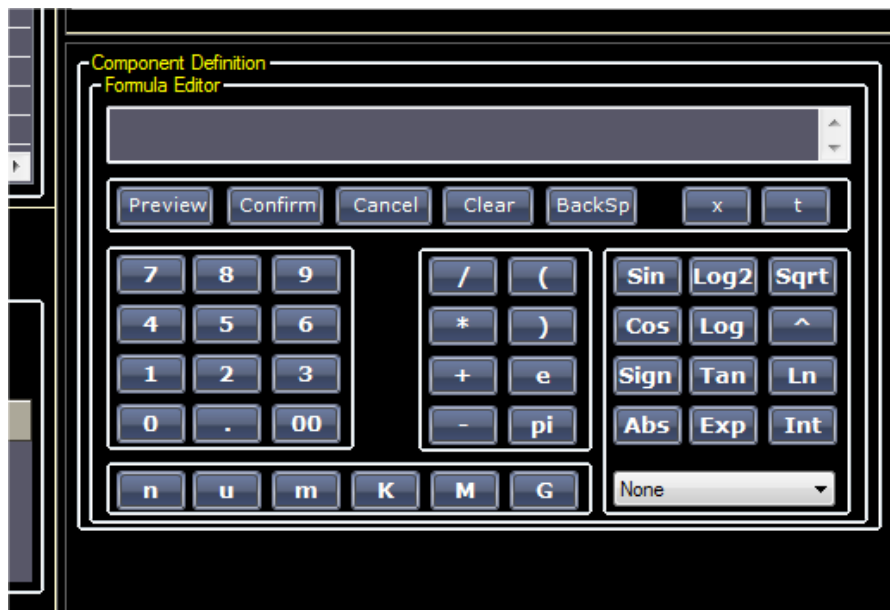 Component Definition
Formula Editor
Preview Confirm Cancel Clear BackSp x t
7 8 9 / ( Sin Log2 Sqrt
4 5 6 * ) Cos Log ^
1 2 3 + e Sign Tan Ln
0 . 00 - pi Abs Exp Int
n u m K M G None